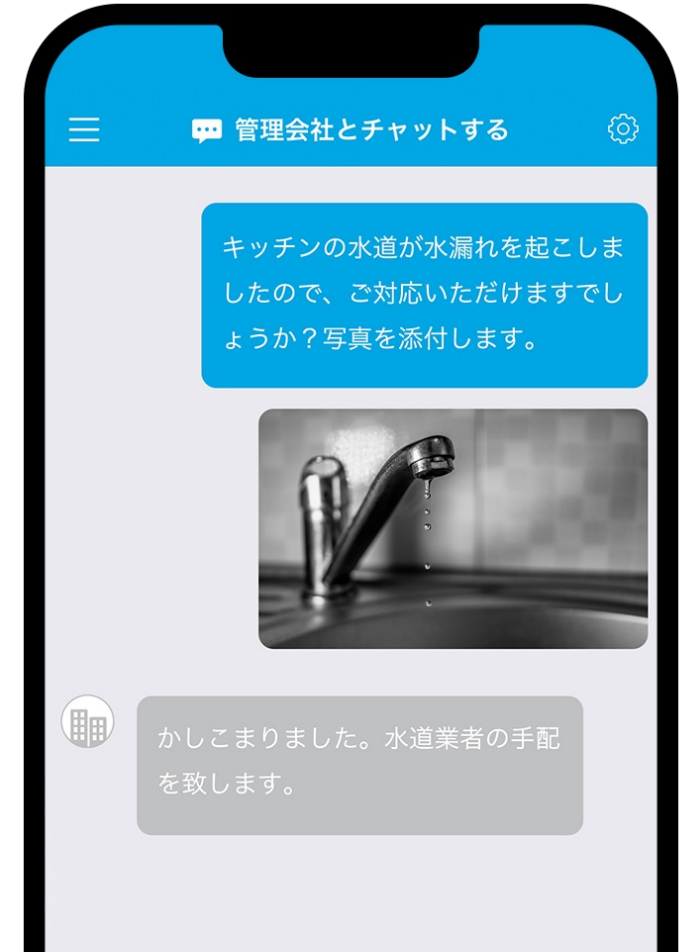 管理会社とチャットする
キッチンの水道が水漏れを起こしま
したので、ご対応いただけますでし
ょうか？写真を添付します。
かしこまりました。水道業者の手配
を致します。